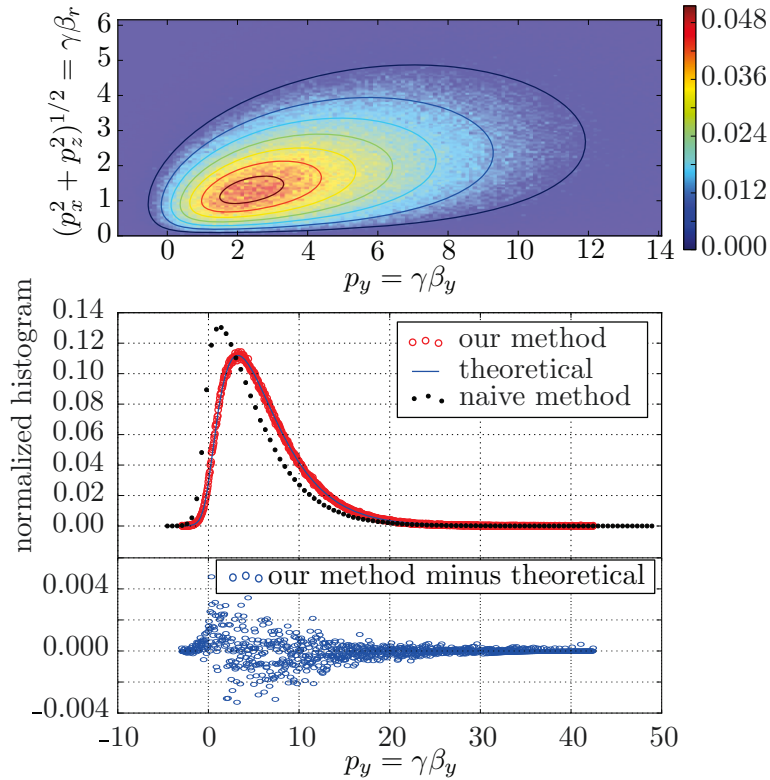 (p_x^2 + p_z^2)^{1/2} = γβ_r
6
5
4
3
2
1
0
0 2 4 6 8 10 12 14
p_y = γβ_y
0.048
0.036
0.024
0.012
0.000
normalized histogram
0.14
0.12
0.10
0.08
0.06
0.04
0.02
0.00
our method
theoretical
naive method
our method minus theoretical
0.004
0.000
-0.004
-10 0 10 20 30 40 50
p_y = γβ_y